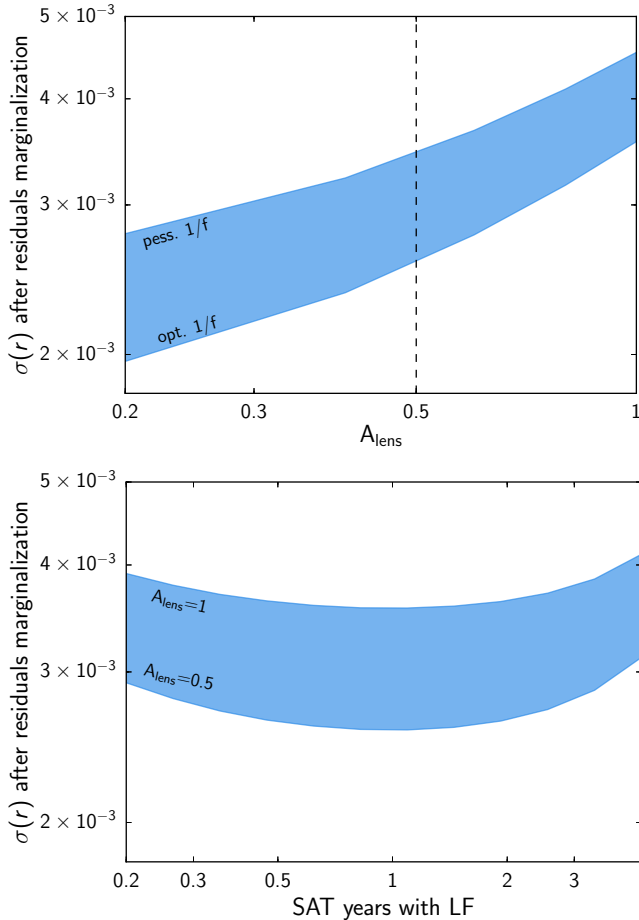 5 × 10⁻³
4 × 10⁻³
3 × 10⁻³
2 × 10⁻³
σ(r) after residuals marginalization
pess. 1/f
opt. 1/f
0.2 0.3 0.5 1
A_lens
5 × 10⁻³
4 × 10⁻³
3 × 10⁻³
2 × 10⁻³
σ(r) after residuals marginalization
A_lens=1
A_lens=0.5
0.2 0.3 0.5 1 2 3
SAT years with LF